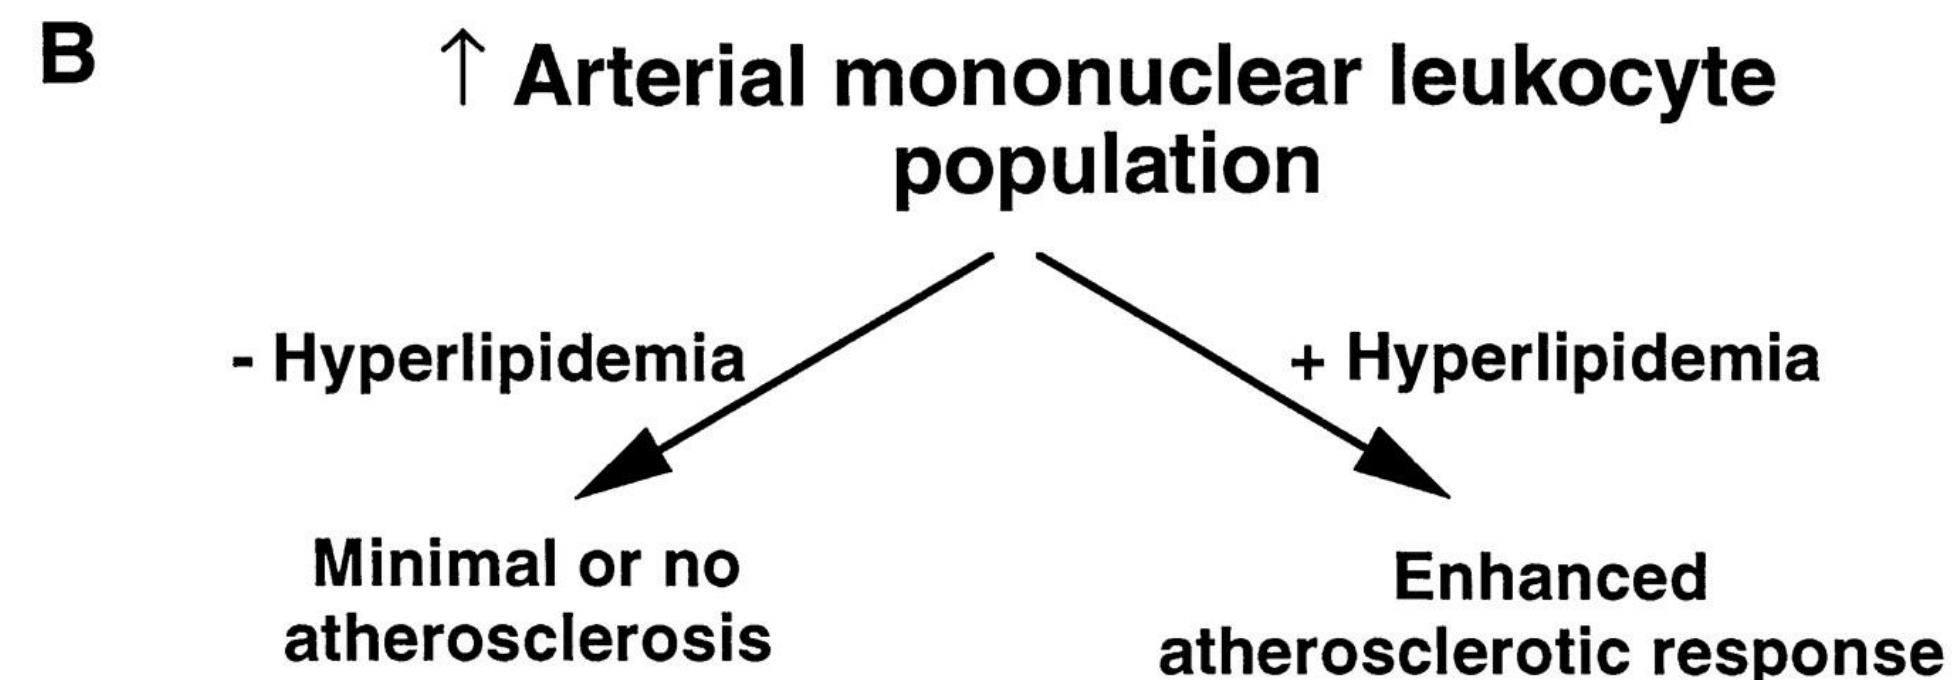 B
↑ Arterial mononuclear leukocyte
population
- Hyperlipidemia
+ Hyperlipidemia
Minimal or no
atherosclerosis
Enhanced
atherosclerotic response